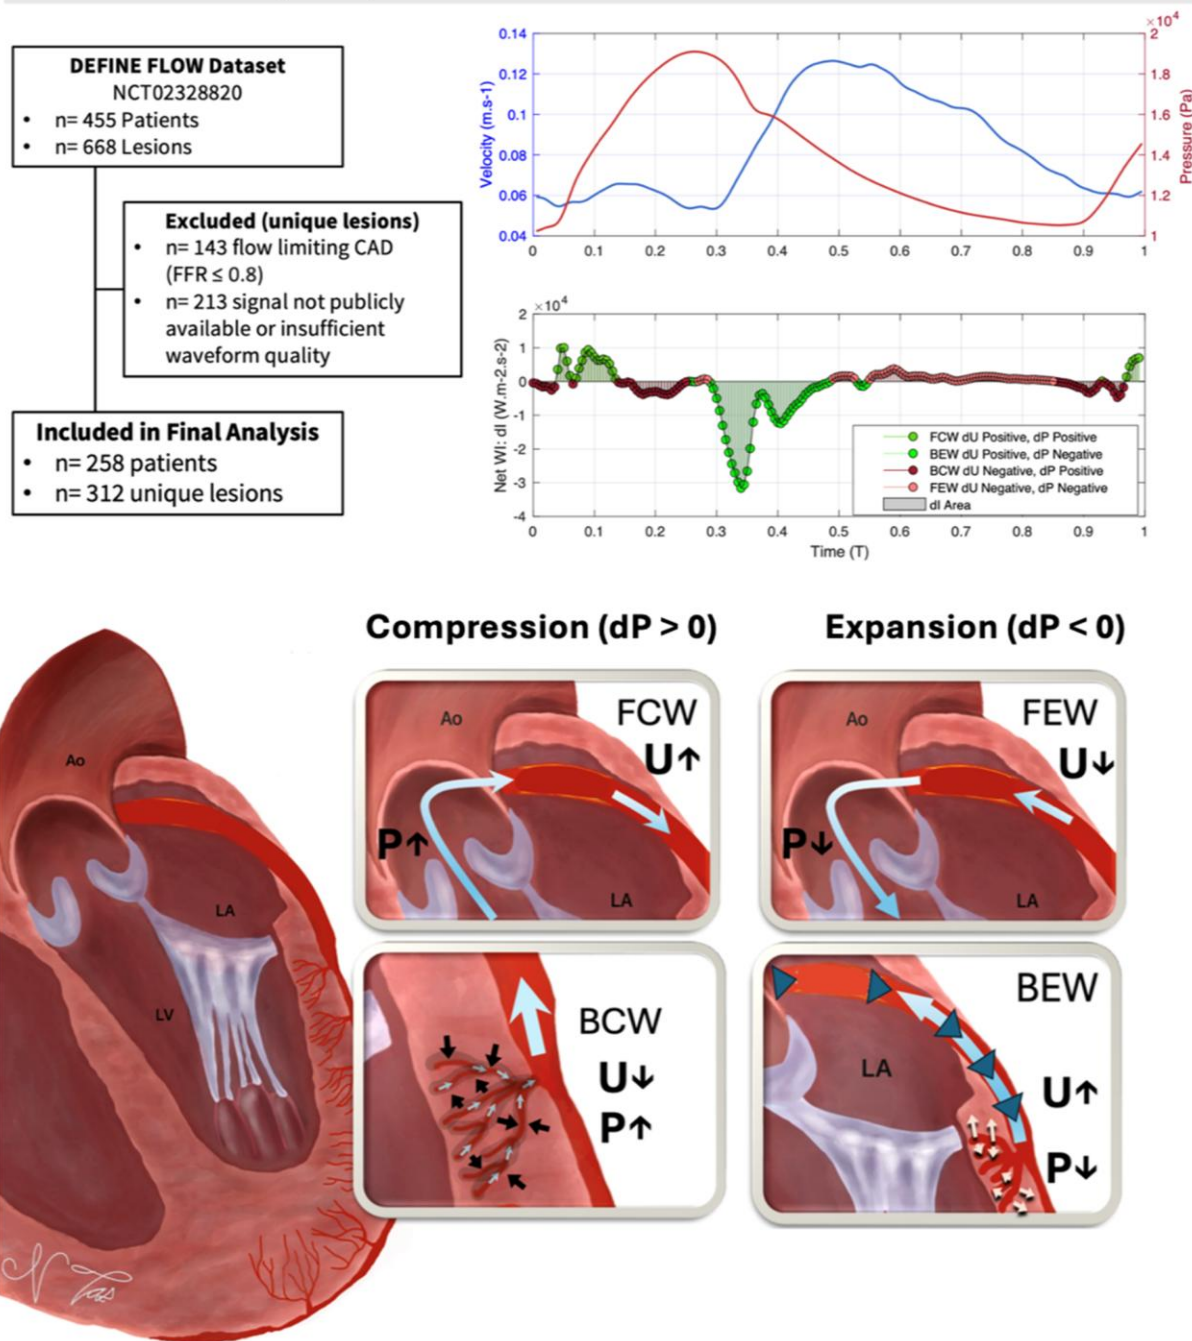 DEFINE FLOW Dataset
NCT02328820
• n= 455 Patients
• n= 668 Lesions
Excluded (unique lesions)
• n= 143 flow limiting CAD
(FFR ≤ 0.8)
• n= 213 signal not publicly
available or insufficient
waveform quality
Included in Final Analysis
• n= 258 patients
• n= 312 unique lesions
×10⁴
0.14
0.12
0.1
0.08
0.06
0.04
Velocity (m.s-1)
2
1.8
1.6
1.4
1.2
1
Pressure (Pa)
0 0.1 0.2 0.3 0.4 0.5 0.6 0.7 0.8 0.9 1
×10⁴
2
1
0
-1
-2
-3
-4
Net WI: dI (W.m-2.s-2)
FCW dU Positive, dP Positive
BEW dU Positive, dP Negative
BCW dU Negative, dP Positive
FEW dU Negative, dP Negative
dI Area
0 0.1 0.2 0.3 0.4 0.5 0.6 0.7 0.8 0.9 1
Time (T)
Compression (dP > 0) Expansion (dP < 0)
Ao
LA
LV
Ao
FCW
U↑
P↑
LA
Ao
FEW
U↓
P↓
LA
BCW
U↓
P↑
BEW
LA
U↑
P↓